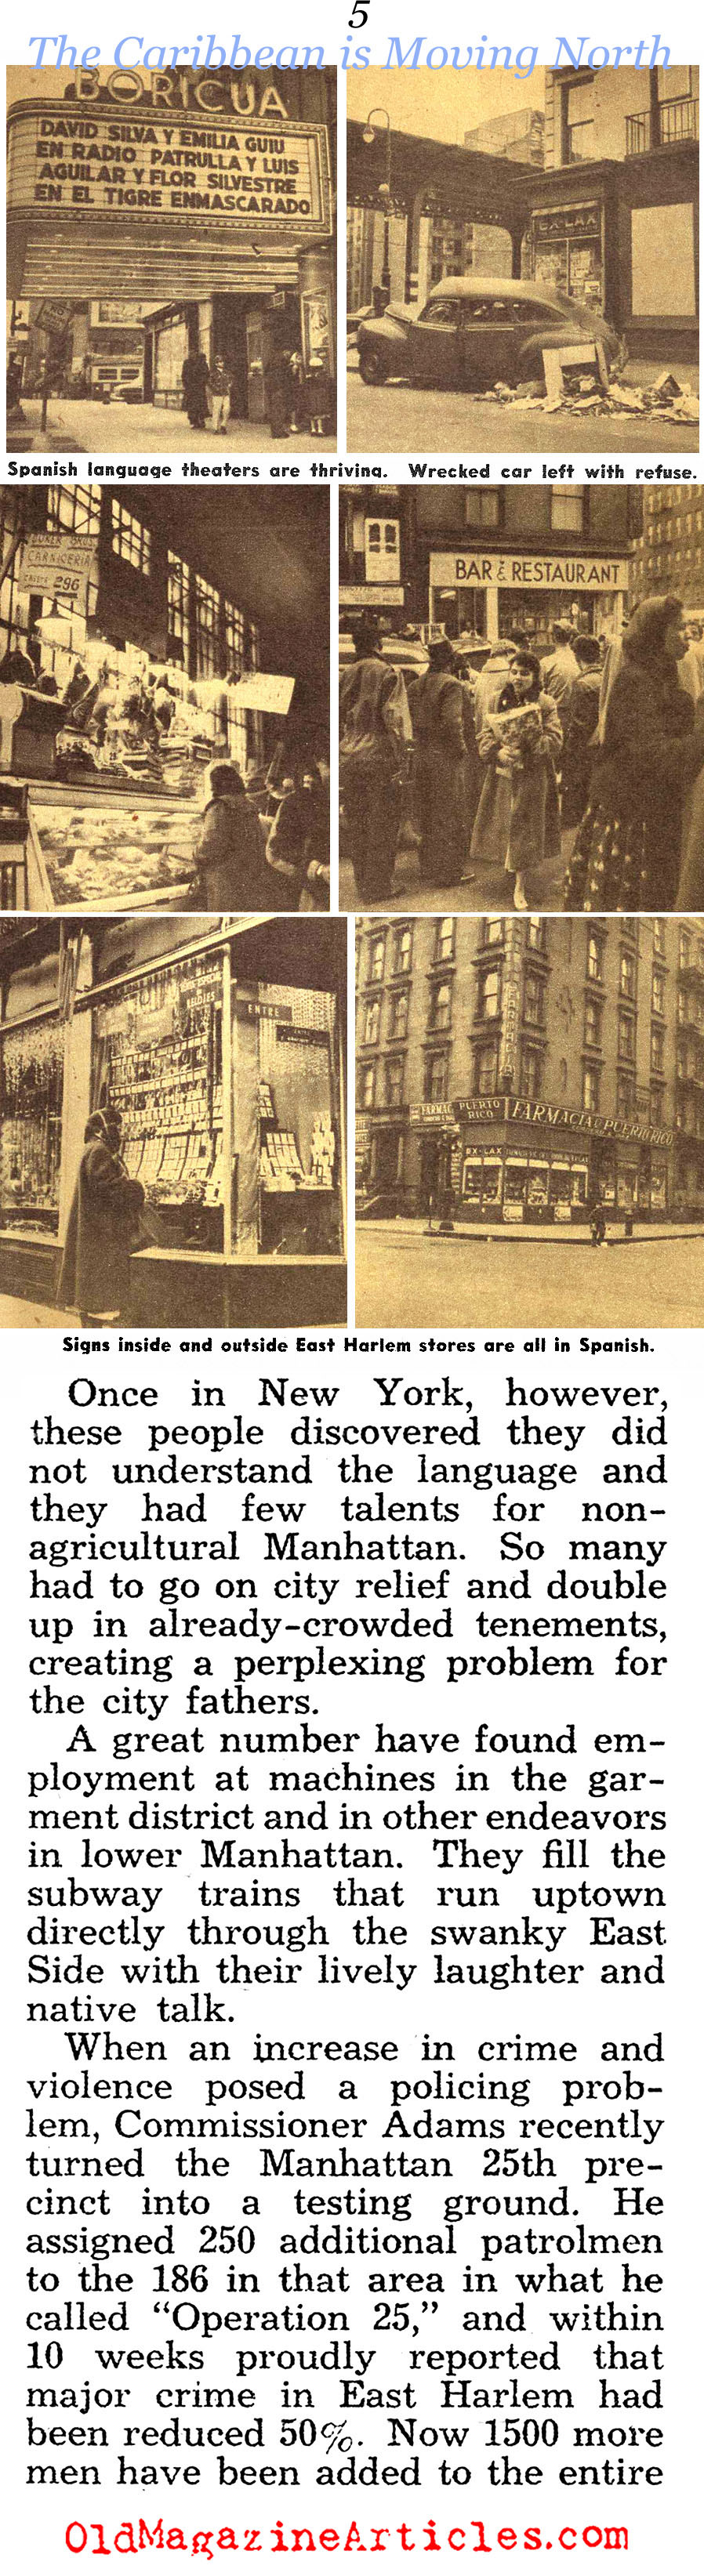 5
The Caribbean is Moving North
BORICUA
DAVID SILVA Y EMILIA GUIU
EN RADIO PATRULLA Y LUIS
AGUILAR Y FLOR SILVESTRE
EN EL TIGRE ENMASCARADO
NO
EX-LAX
Spanish language theaters are thriving.
Wrecked car left with refuse.
CARNICERIA
296
BAR & RESTAURANT
ENTRE
FARMACIA
FARMAC
PUERTO
RICO
FARMACIA PUERTO RICO
EX-LAX
Signs inside and outside East Harlem stores are all in Spanish.
Once in New York, however,
these people discovered they did
not understand the language and
they had few talents for non-
agricultural Manhattan. So many
had to go on city relief and double
up in already-crowded tenements,
creating a perplexing problem for
the city fathers.
A great number have found em-
ployment at machines in the gar-
ment district and in other endeavors
in lower Manhattan. They fill the
subway trains that run uptown
directly through the swanky East
Side with their lively laughter and
native talk.
When an increase in crime and
violence posed a policing prob-
lem, Commissioner Adams recently
turned the Manhattan 25th pre-
cinct into a testing ground. He
assigned 250 additional patrolmen
to the 186 in that area in what he
called “Operation 25,” and within
10 weeks proudly reported that
major crime in East Harlem had
been reduced 50%. Now 1500 more
men have been added to the entire
OldMagazineArticles.com